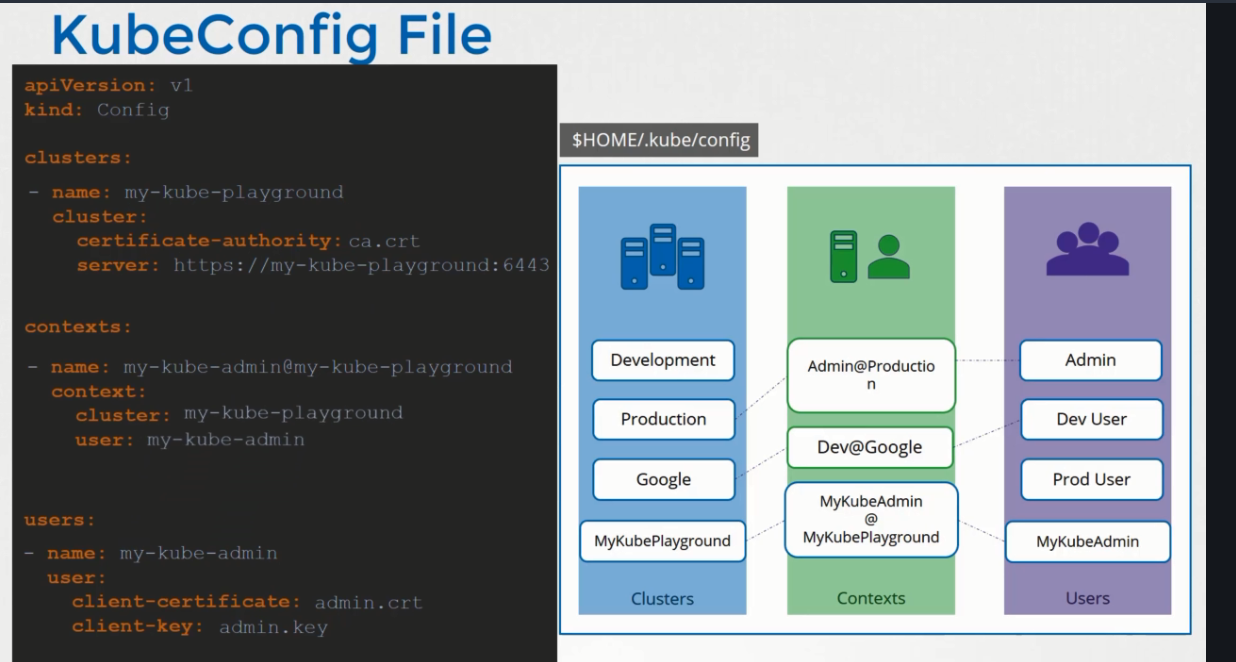 KubeConfig File
apiVersion: v1
kind: Config
clusters:
- name: my-kube-playground
cluster:
certificate-authority: ca.crt
server: https://my-kube-playground:6443
contexts:
- name: my-kube-admin@my-kube-playground
context:
cluster: my-kube-playground
user: my-kube-admin
users:
- name: my-kube-admin
user:
client-certificate: admin.crt
client-key: admin.key
$HOME/.kube/config
Development
Production
Google
MyKubePlayground
Clusters
Admin@Productio
n
Dev@Google
MyKubeAdmin
@
MyKubePlayground
Contexts
Admin
Dev User
Prod User
MyKubeAdmin
Users